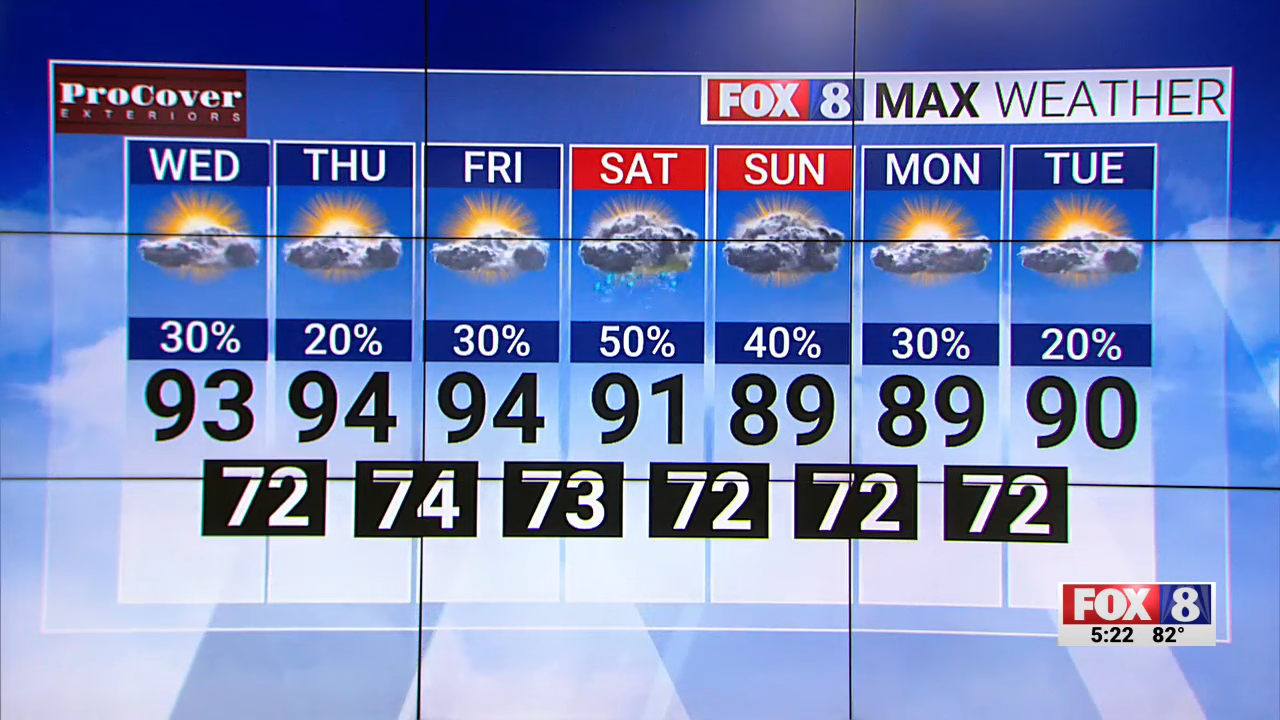 ProCover
EXTERIORS
FOX 8 MAX WEATHER
WED THU FRI SAT SUN MON TUE
30% 20% 30% 50% 40% 30% 20%
93 94 94 91 89 89 90
72 74 73 72 72 72
FOX 8
5:22 82°